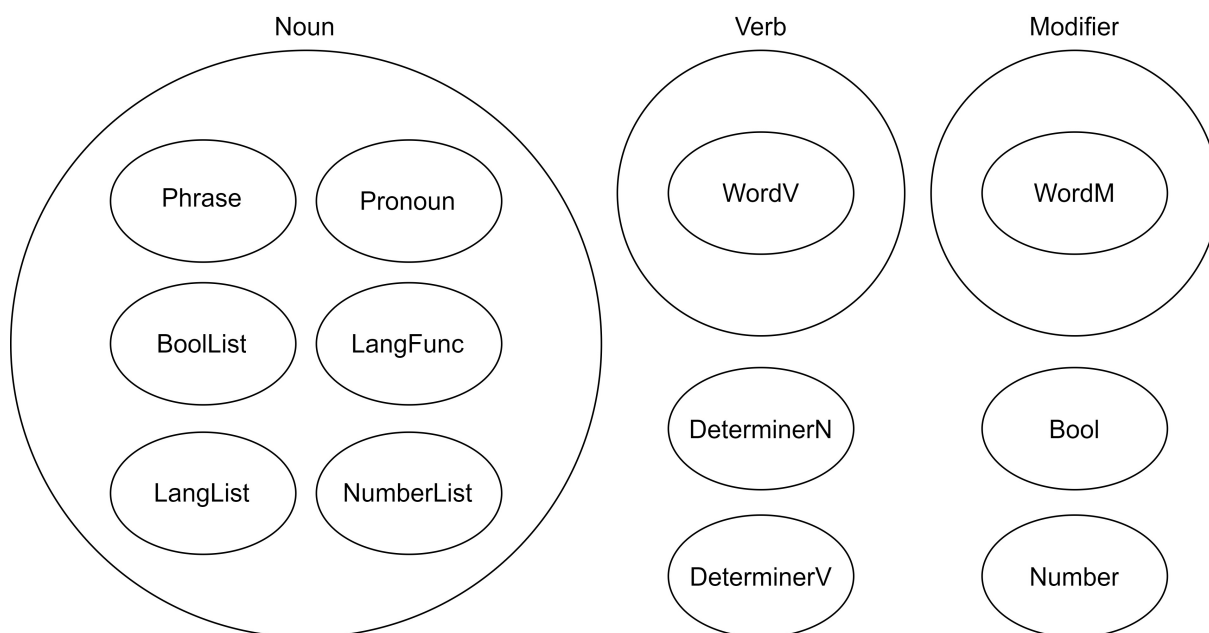 Noun
Verb
Modifier
Phrase
Pronoun
WordV
WordM
BoolList
LangFunc
DeterminerN
Bool
LangList
NumberList
DeterminerV
Number